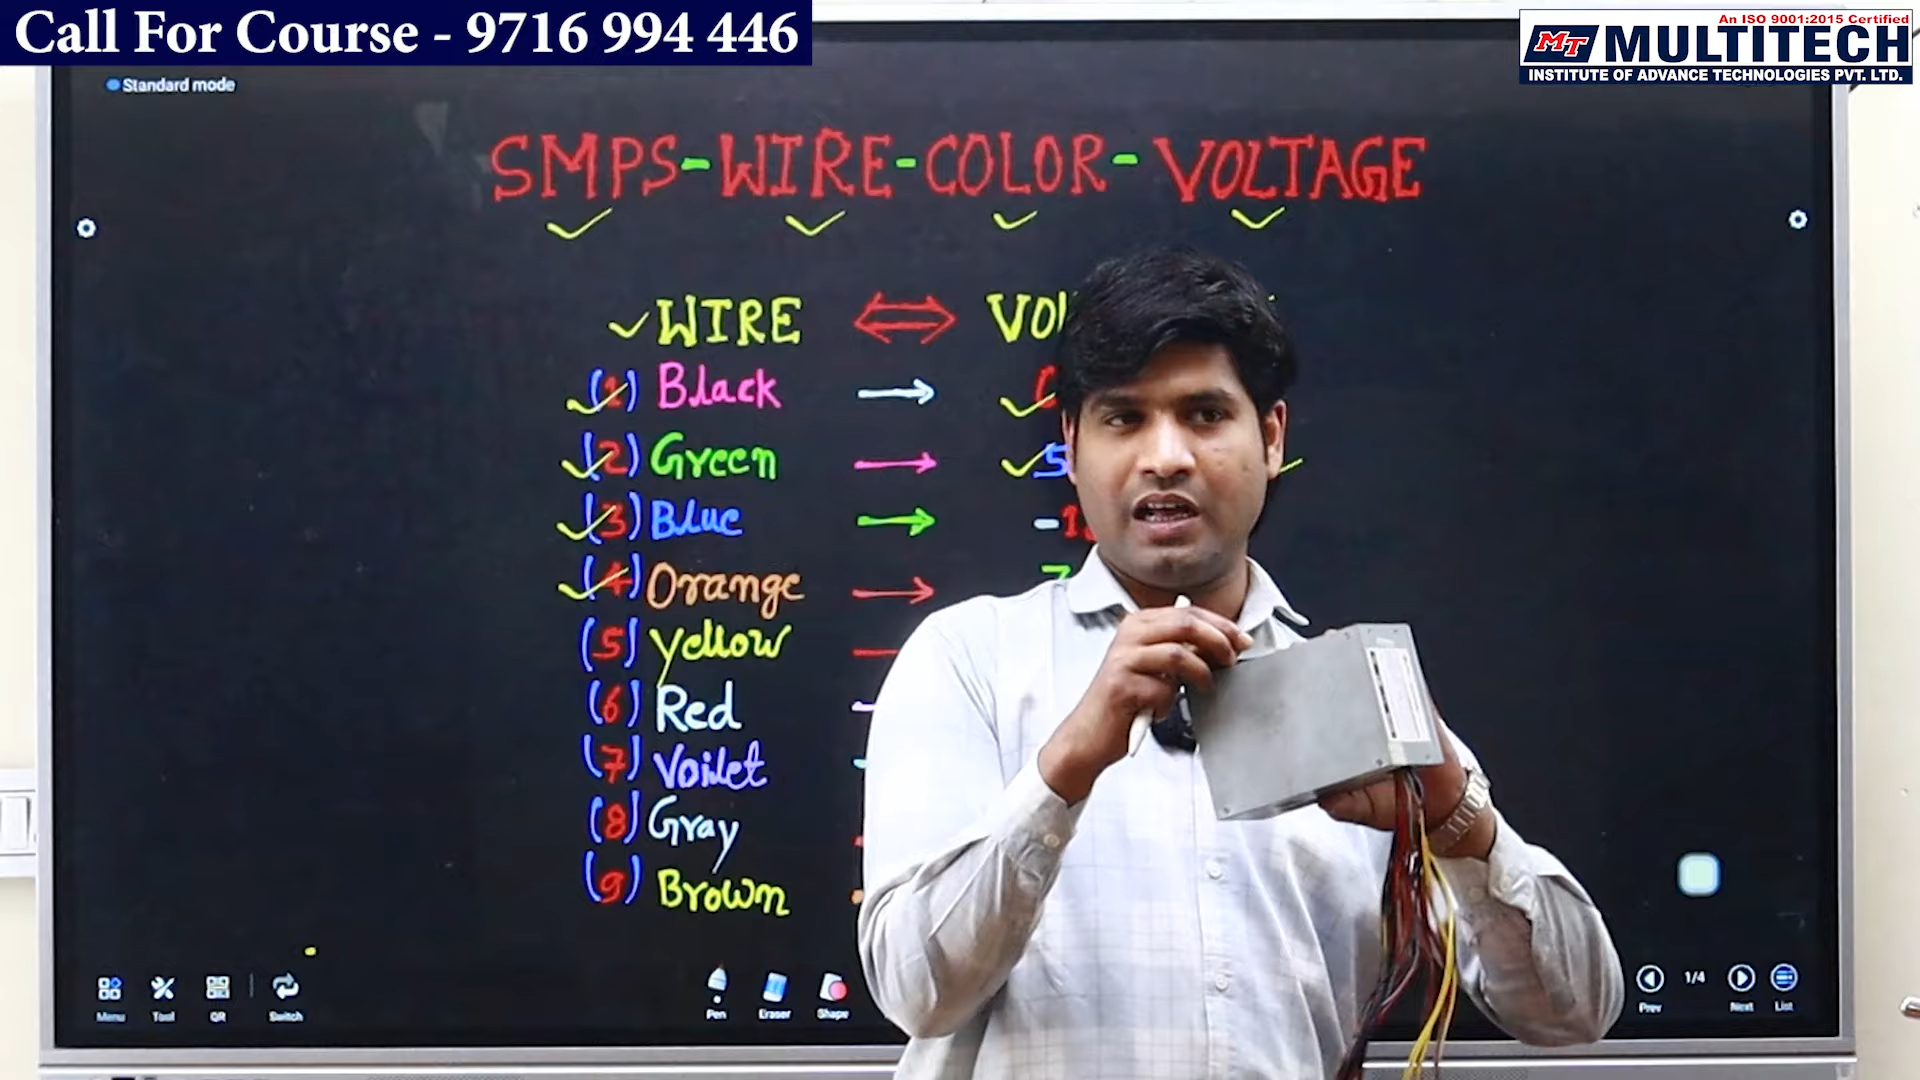 Call For Course - 9716 994 446
An ISO 9001:2015 Certified
MT MULTITECH
INSTITUTE OF ADVANCE TECHNOLOGIES PVT. LTD.
Standard mode
SMPS-WIRE-COLOR-VOLTAGE
WIRE
(1) Black
(2) Green 5
(3) Blue
(4) Orange
(5) Yellow
(6) Red
(7) Voilet
(8) Gray
(9) Brown
Menu Tool QR Switch Pen Eraser Shape Prev 1/4 Next List